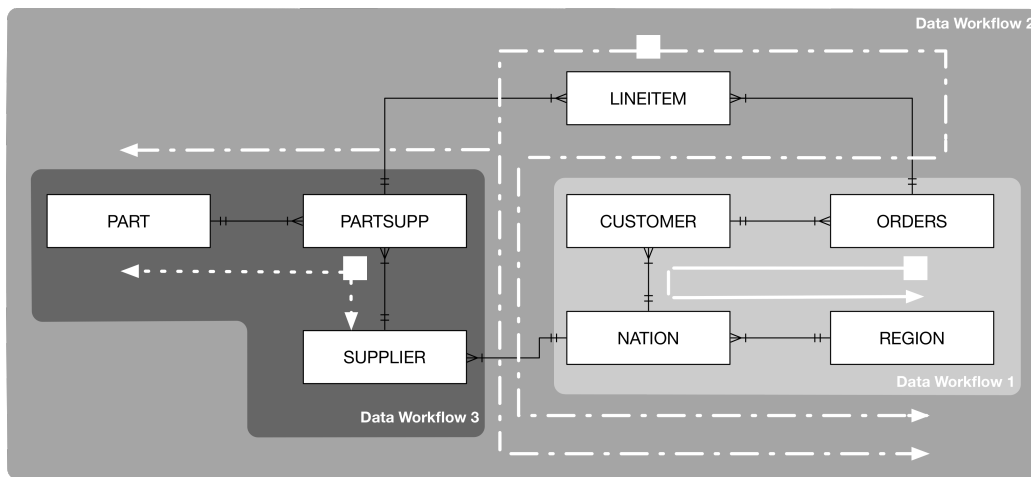 Data Workflow 2
LINEITEM
PART
PARTSUPP
CUSTOMER
ORDERS
SUPPLIER
NATION
REGION
Data Workflow 1
Data Workflow 3